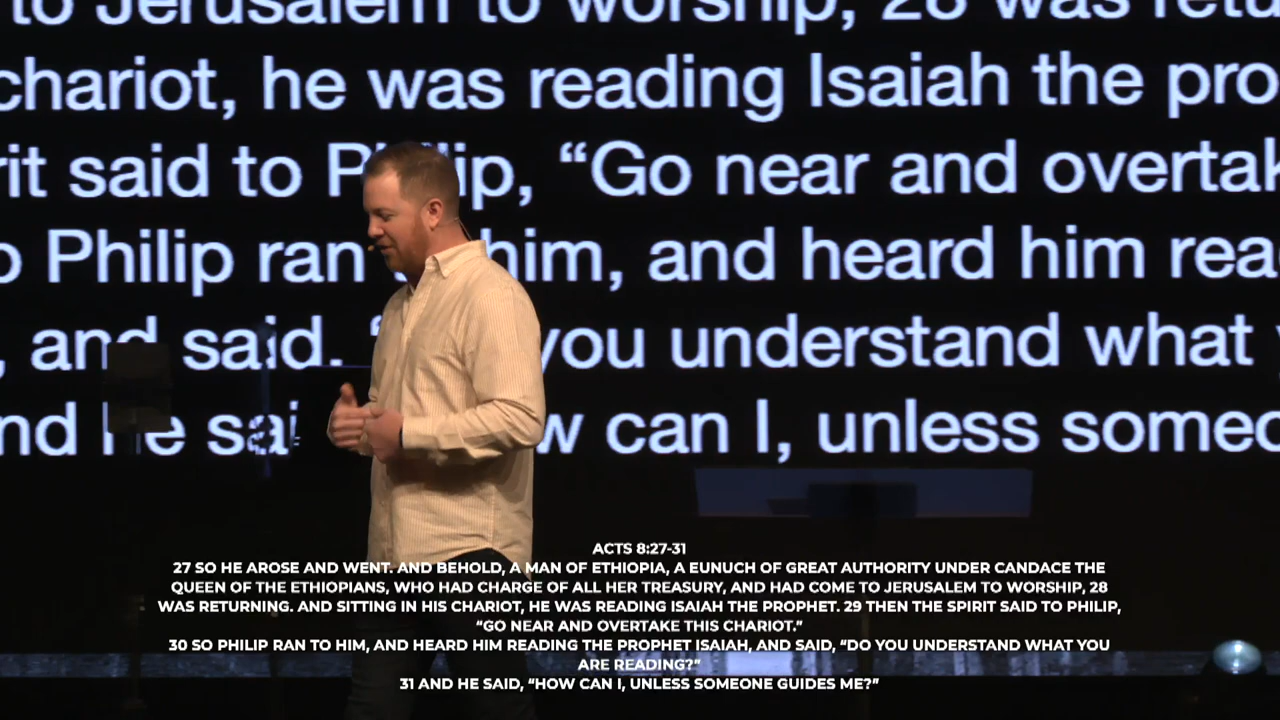 to Jerusalem to worship, 28 was retu
chariot, he was reading Isaiah the pro
rit said to Philip, “Go near and overtak
o Philip ran him, and heard him rea
, and said, you understand what
nd he sai w can I, unless someo
ACTS 8:27-31
27 SO HE AROSE AND WENT. AND BEHOLD, A MAN OF ETHIOPIA, A EUNUCH OF GREAT AUTHORITY UNDER CANDACE THE
QUEEN OF THE ETHIOPIANS, WHO HAD CHARGE OF ALL HER TREASURY, AND HAD COME TO JERUSALEM TO WORSHIP, 28
WAS RETURNING. AND SITTING IN HIS CHARIOT, HE WAS READING ISAIAH THE PROPHET. 29 THEN THE SPIRIT SAID TO PHILIP,
“GO NEAR AND OVERTAKE THIS CHARIOT.”
30 SO PHILIP RAN TO HIM, AND HEARD HIM READING THE PROPHET ISAIAH, AND SAID, “DO YOU UNDERSTAND WHAT YOU
ARE READING?”
31 AND HE SAID, “HOW CAN I, UNLESS SOMEONE GUIDES ME?”